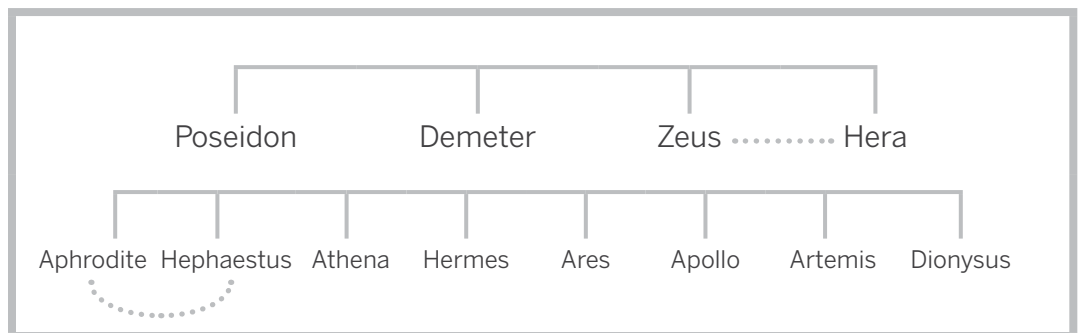 Poseidon Demeter Zeus Hera
Aphrodite Hephaestus Athena Hermes Ares Apollo Artemis Dionysus